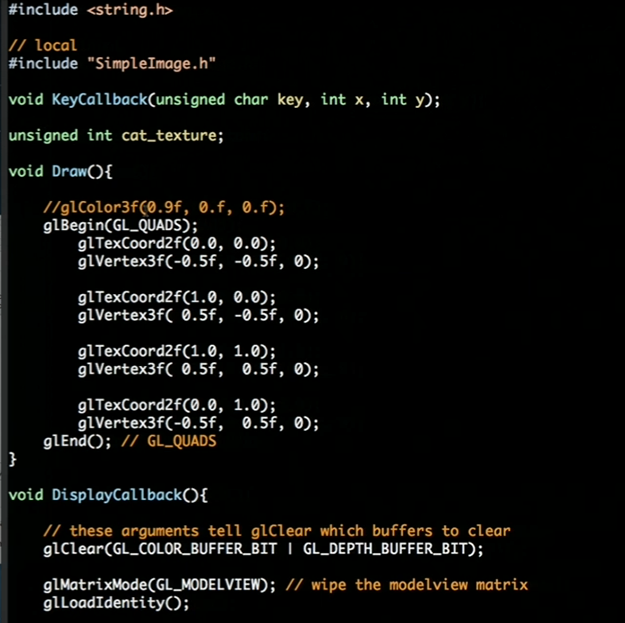 #include <string.h>
// local
#include "SimpleImage.h"
void KeyCallback(unsigned char key, int x, int y);
unsigned int cat_texture;
void Draw(){
//glColor3f(0.9f, 0.f, 0.f);
glBegin(GL_QUADS);
glTexCoord2f(0.0, 0.0);
glVertex3f(-0.5f, -0.5f, 0);
glTexCoord2f(1.0, 0.0);
glVertex3f( 0.5f, -0.5f, 0);
glTexCoord2f(1.0, 1.0);
glVertex3f( 0.5f,  0.5f, 0);
glTexCoord2f(0.0, 1.0);
glVertex3f(-0.5f,  0.5f, 0);
glEnd(); // GL_QUADS
}
void DisplayCallback(){
// these arguments tell glClear which buffers to clear
glClear(GL_COLOR_BUFFER_BIT | GL_DEPTH_BUFFER_BIT);
glMatrixMode(GL_MODELVIEW); // wipe the modelview matrix
glLoadIdentity();